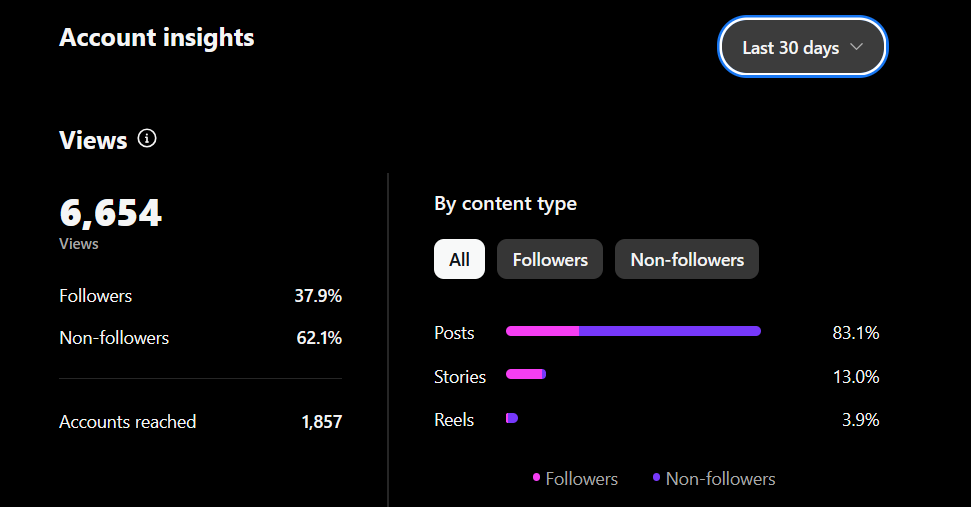 Account insights
Last 30 days
Views
6,654
Views
Followers 37.9%
Non-followers 62.1%
Accounts reached 1,857
By content type
All Followers Non-followers
Posts 83.1%
Stories 13.0%
Reels 3.9%
Followers Non-followers